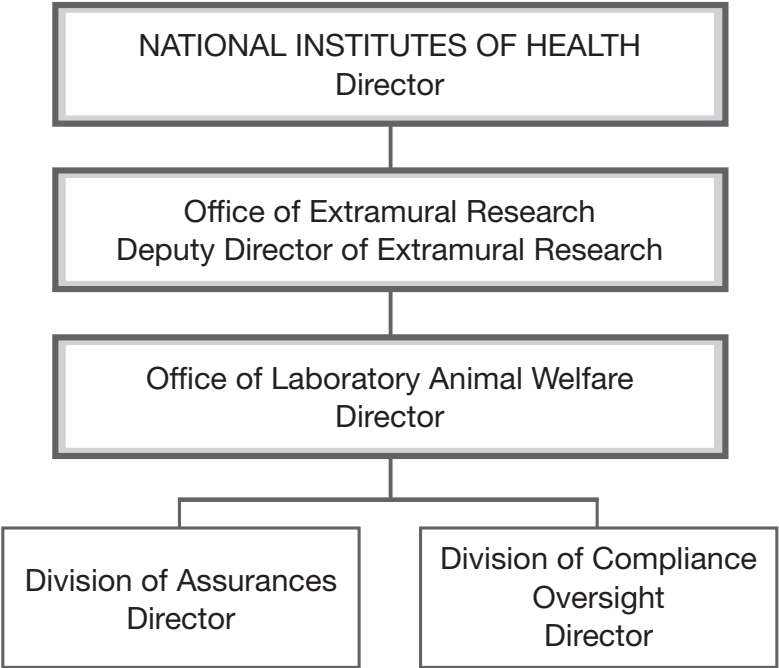 NATIONAL INSTITUTES OF HEALTH
Director
Office of Extramural Research
Deputy Director of Extramural Research
Office of Laboratory Animal Welfare
Director
Division of Assurances
Director
Division of Compliance
Oversight
Director